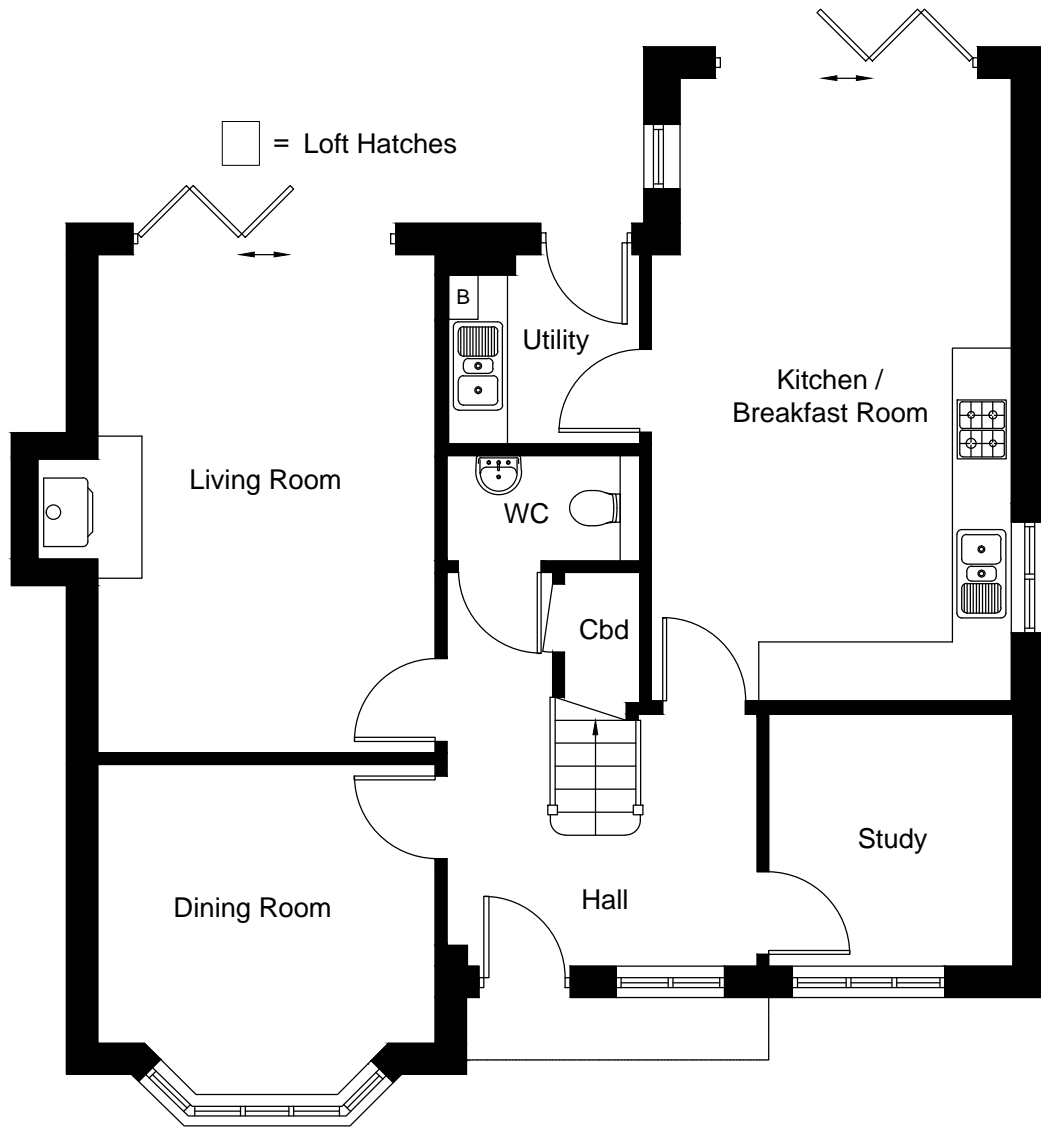 = Loft Hatches
B
Utility
Kitchen /
Breakfast Room
Living Room
WC
Cbd
Study
Hall
Dining Room